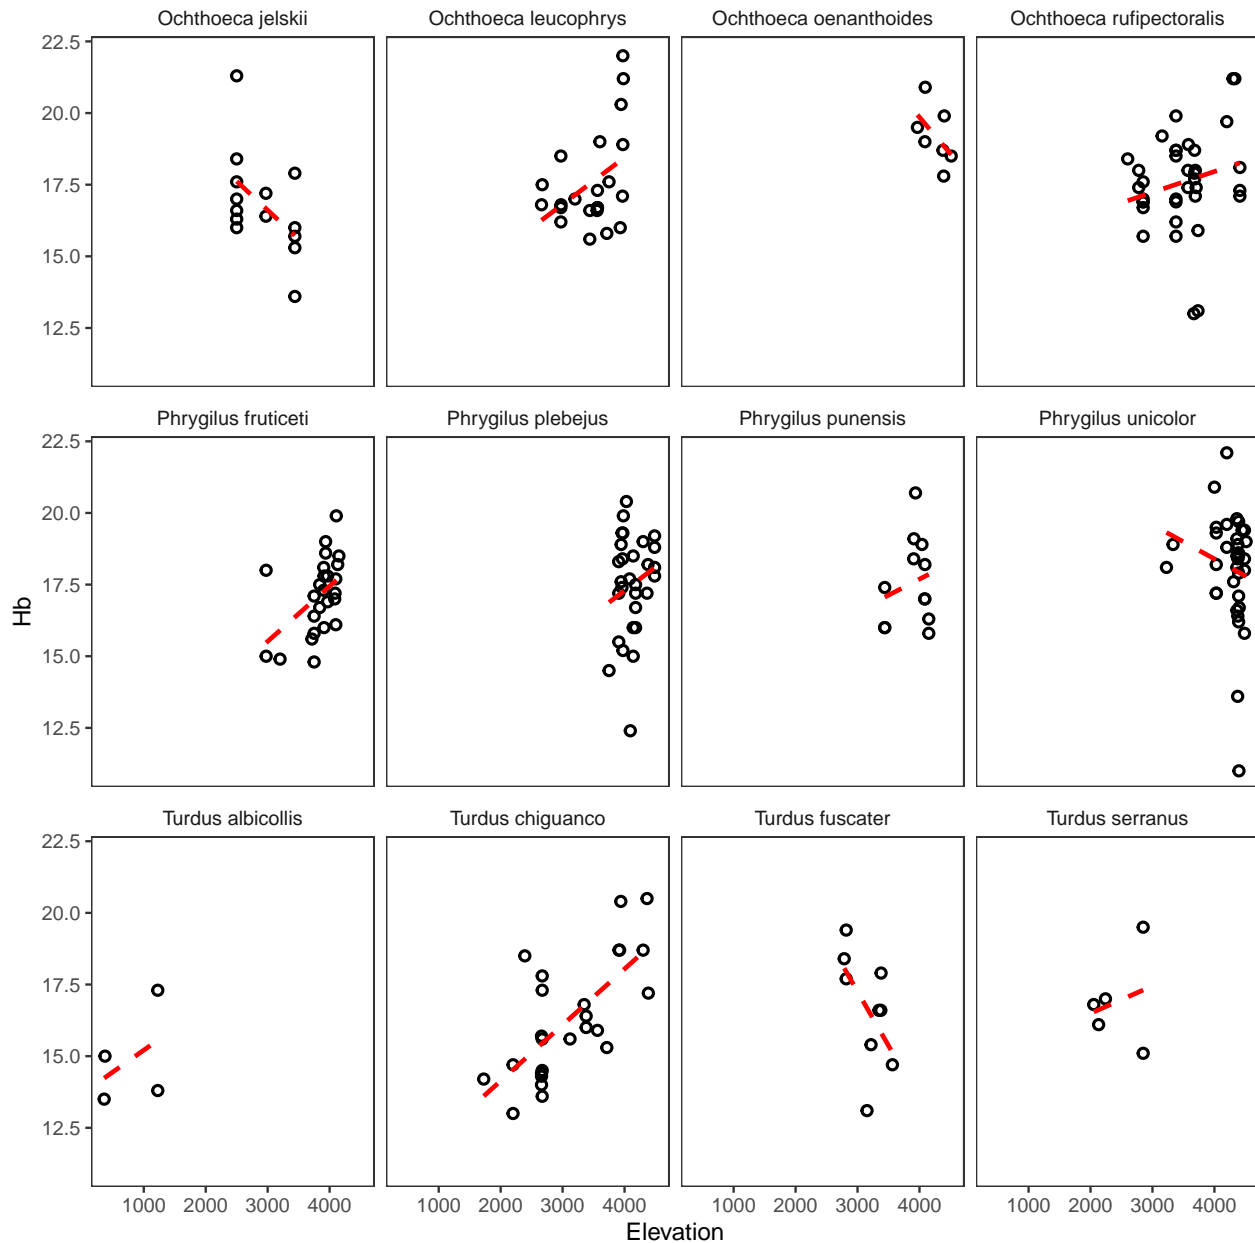 Ochthoeca jelskii Ochthoeca leucophrys Ochthoeca oenanthoides Ochthoeca rufipectoralis
22.5
20.0
17.5
15.0
12.5
Phrygilus fruticeti Phrygilus plebejus Phrygilus punensis Phrygilus unicolor
22.5
20.0
17.5
15.0
12.5
Hb
Turdus albicollis Turdus chiguanco Turdus fuscater Turdus serranus
22.5
20.0
17.5
15.0
12.5
1000 2000 3000 4000 1000 2000 3000 4000 1000 2000 3000 4000 1000 2000 3000 4000
Elevation